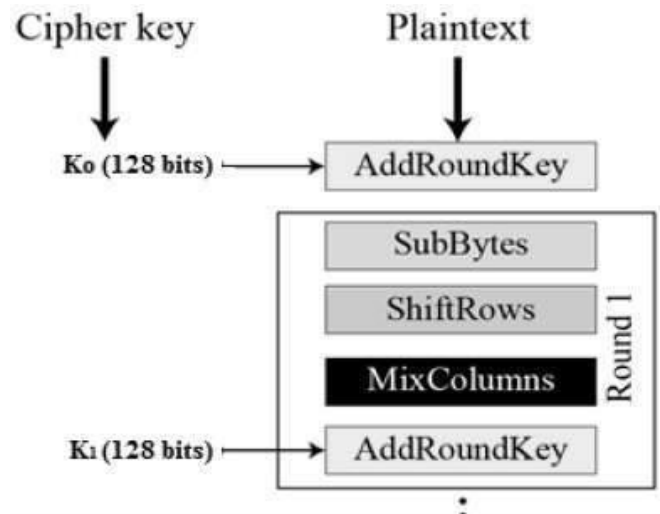 Cipher key
Plaintext
K₀ (128 bits)
AddRoundKey
SubBytes
ShiftRows
MixColumns
Round 1
K₁ (128 bits)
AddRoundKey